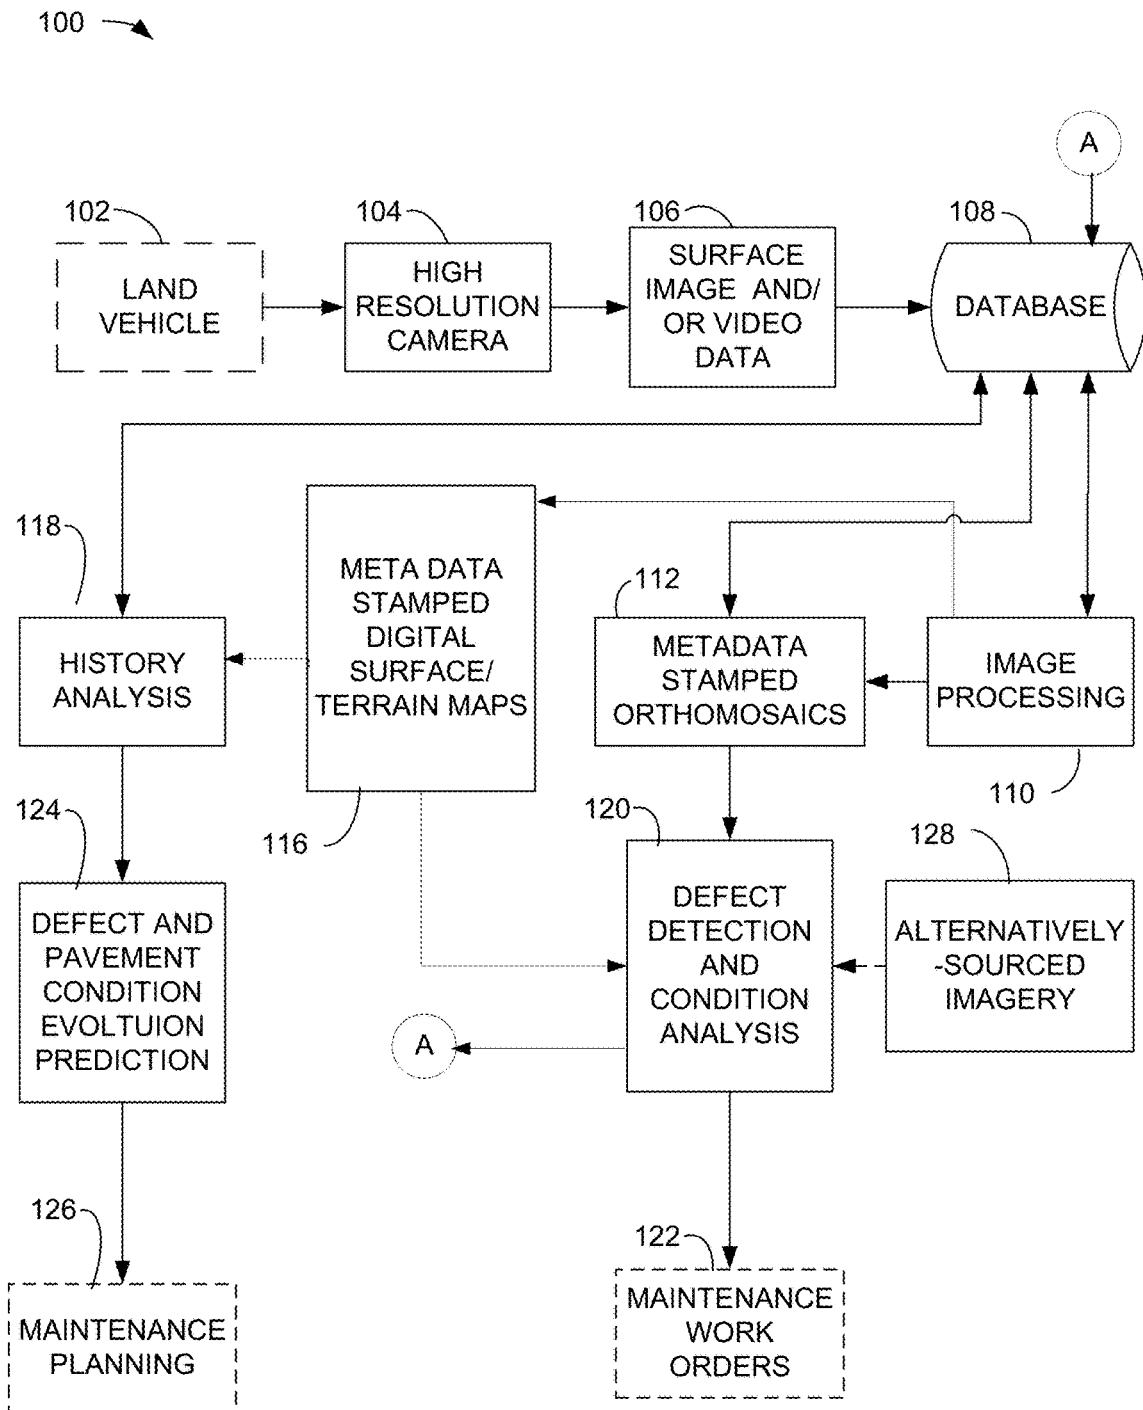 100
A
102
104
106
108
LAND
VEHICLE
HIGH
RESOLUTION
CAMERA
SURFACE
IMAGE AND/
OR VIDEO
DATA
DATABASE
118
META DATA
STAMPED
DIGITAL
SURFACE/
TERRAIN MAPS
112
HISTORY
ANALYSIS
METADATA
STAMPED
ORTHOMOSAICS
IMAGE
PROCESSING
110
124
116
120
128
DEFECT AND
PAVEMENT
CONDITION
EVOLTUION
PREDICTION
DEFECT
DETECTION
AND
CONDITION
ANALYSIS
ALTERNATIVELY
-SOURCED
IMAGERY
A
126
122
MAINTENANCE
PLANNING
MAINTENANCE
WORK
ORDERS